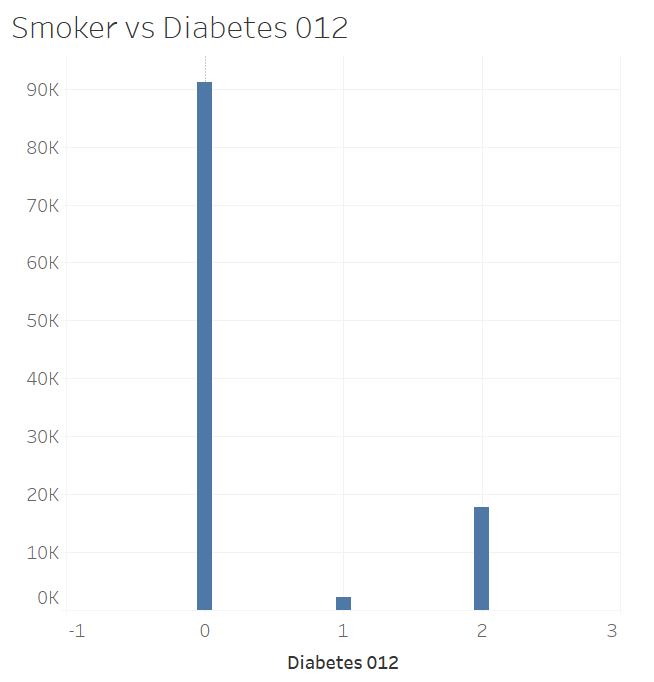 Smoker vs Diabetes 012
90K
80K
70K
60K
50K
40K
30K
20K
10K
0K
-1 0 1 2 3
Diabetes 012